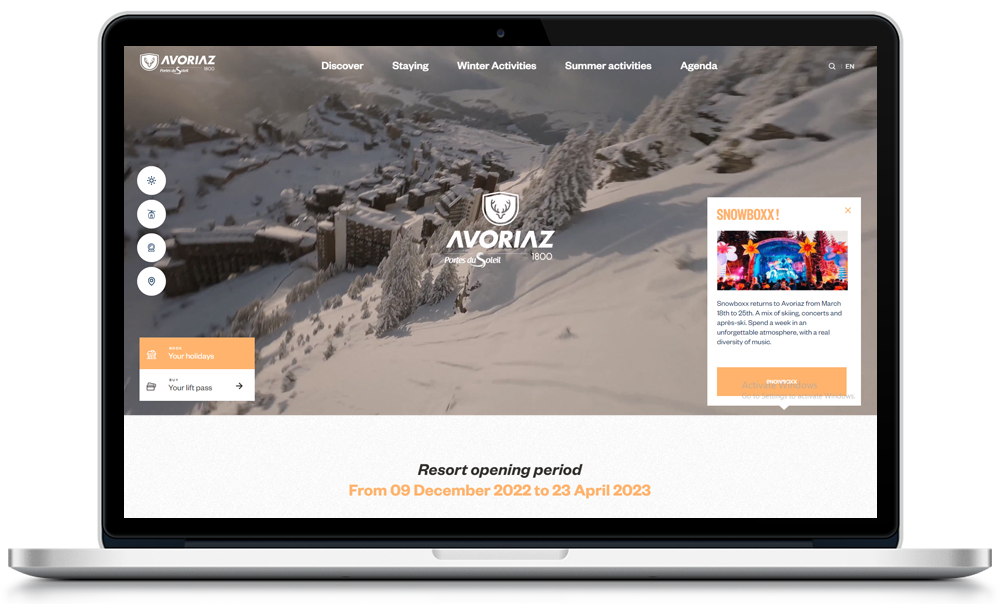 AVORIAZ
Portes du Soleil 1800
Discover Staying Winter Activities Summer activities Agenda
EN
AVORIAZ
Portes du Soleil 1800
SNOWBOXX !
Snowboxx returns to Avoriaz from March
18th to 25th. A mix of skiing, concerts and
après-ski. Spend a week in an
unforgettable atmosphere, with a real
diversity of music.
SNOWBOXX
Activate Windows
Go to Settings to activate Windows.
BOOK
Your holidays
BUY
Your lift pass
Resort opening period
From 09 December 2022 to 23 April 2023